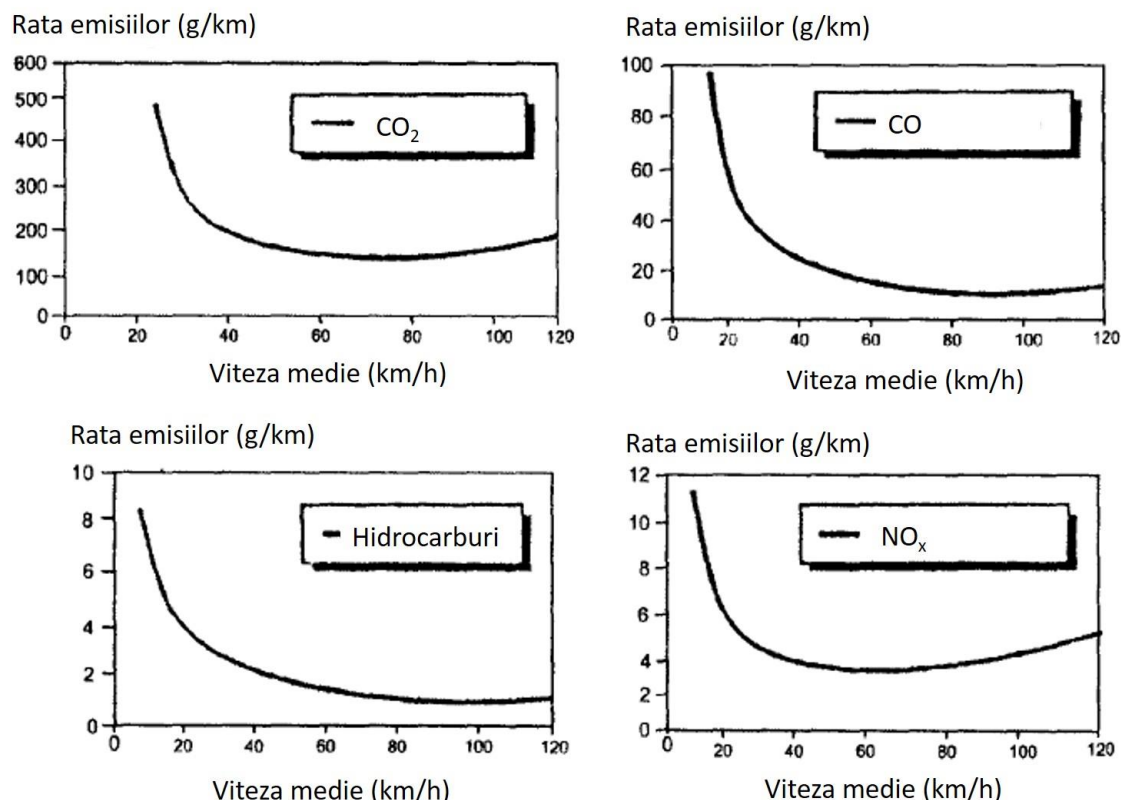 Rata emisiilor (g/km)
600
500
400
300
200
100
0
CO₂
0 20 40 60 80 100 120
Viteza medie (km/h)
Rata emisiilor (g/km)
100
80
60
40
20
0
CO
0 20 40 60 80 100 120
Viteza medie (km/h)
Rata emisiilor (g/km)
10
8
6
4
2
0
Hidrocarburi
0 20 40 60 80 100 120
Viteza medie (km/h)
Rata emisiilor (g/km)
12
10
8
6
4
2
0
NOₓ
0 20 40 60 80 100 120
Viteza medie (km/h)